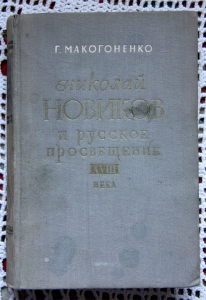 Г. МАКОГОНЕНКО
Николай
НОВИКОВ
и русское
просвещение
XVIII
века